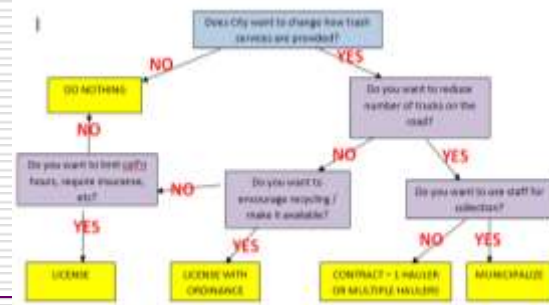 Does City want to change how trash
services are provided?
NO
YES
DO NOTHING
Do you want to reduce
number of trucks on the
road?
NO
NO
YES
Do you want to limit
hours, require insurance,
etc?
NO
Do you want to
encourage recycling /
make it available?
Do you want to use staff for
collection?
YES
YES
NO
YES
LICENSE
LICENSE WITH
ORDINANCE
CONTRACT – 1 HAULER
OR MULTIPLE HAULERS
MUNICIPALIZE